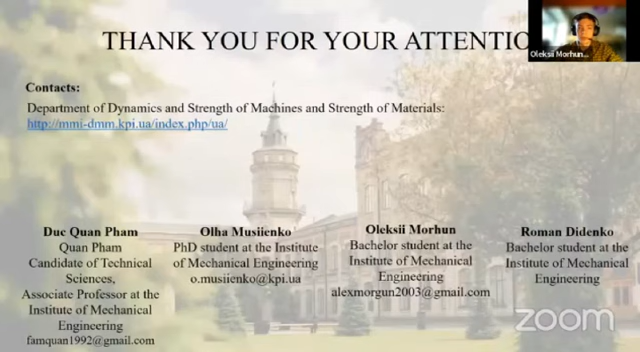 THANK YOU FOR YOUR ATTENTIO
Oleksii Morhun...
Contacts:
Department of Dynamics and Strength of Machines and Strength of Materials:
http://mmi-dmm.kpi.ua/index.php/ua/
Duc Quan Pham
Quan Pham
Candidate of Technical
Sciences,
Associate Professor at the
Institute of Mechanical
Engineering
famquan1992@gmail.com
Olha Musiienko
PhD student at the Institute
of Mechanical Engineering
o.musiienko@kpi.ua
Oleksii Morhun
Bachelor student at the
Institute of Mechanical
Engineering
alexmorgun2003@gmail.com
Roman Didenko
Bachelor student at the
Institute of Mechanical
Engineering
zoom